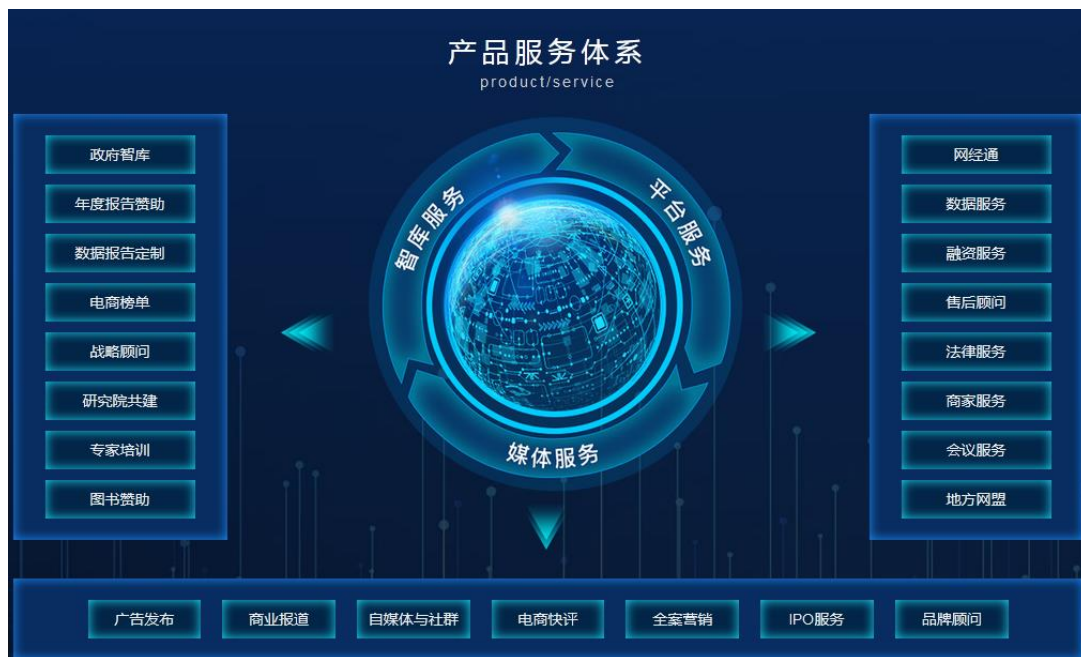 产品服务体系
product/service
政府智库
年度报告赞助
数据报告定制
电商榜单
战略顾问
研究院共建
专家培训
图书赞助
智库服务
平台服务
媒体服务
网经通
数据服务
融资服务
售后顾问
法律服务
商家服务
会议服务
地方网盟
广告发布
商业报道
自媒体与社群
电商快评
全案营销
IPO服务
品牌顾问